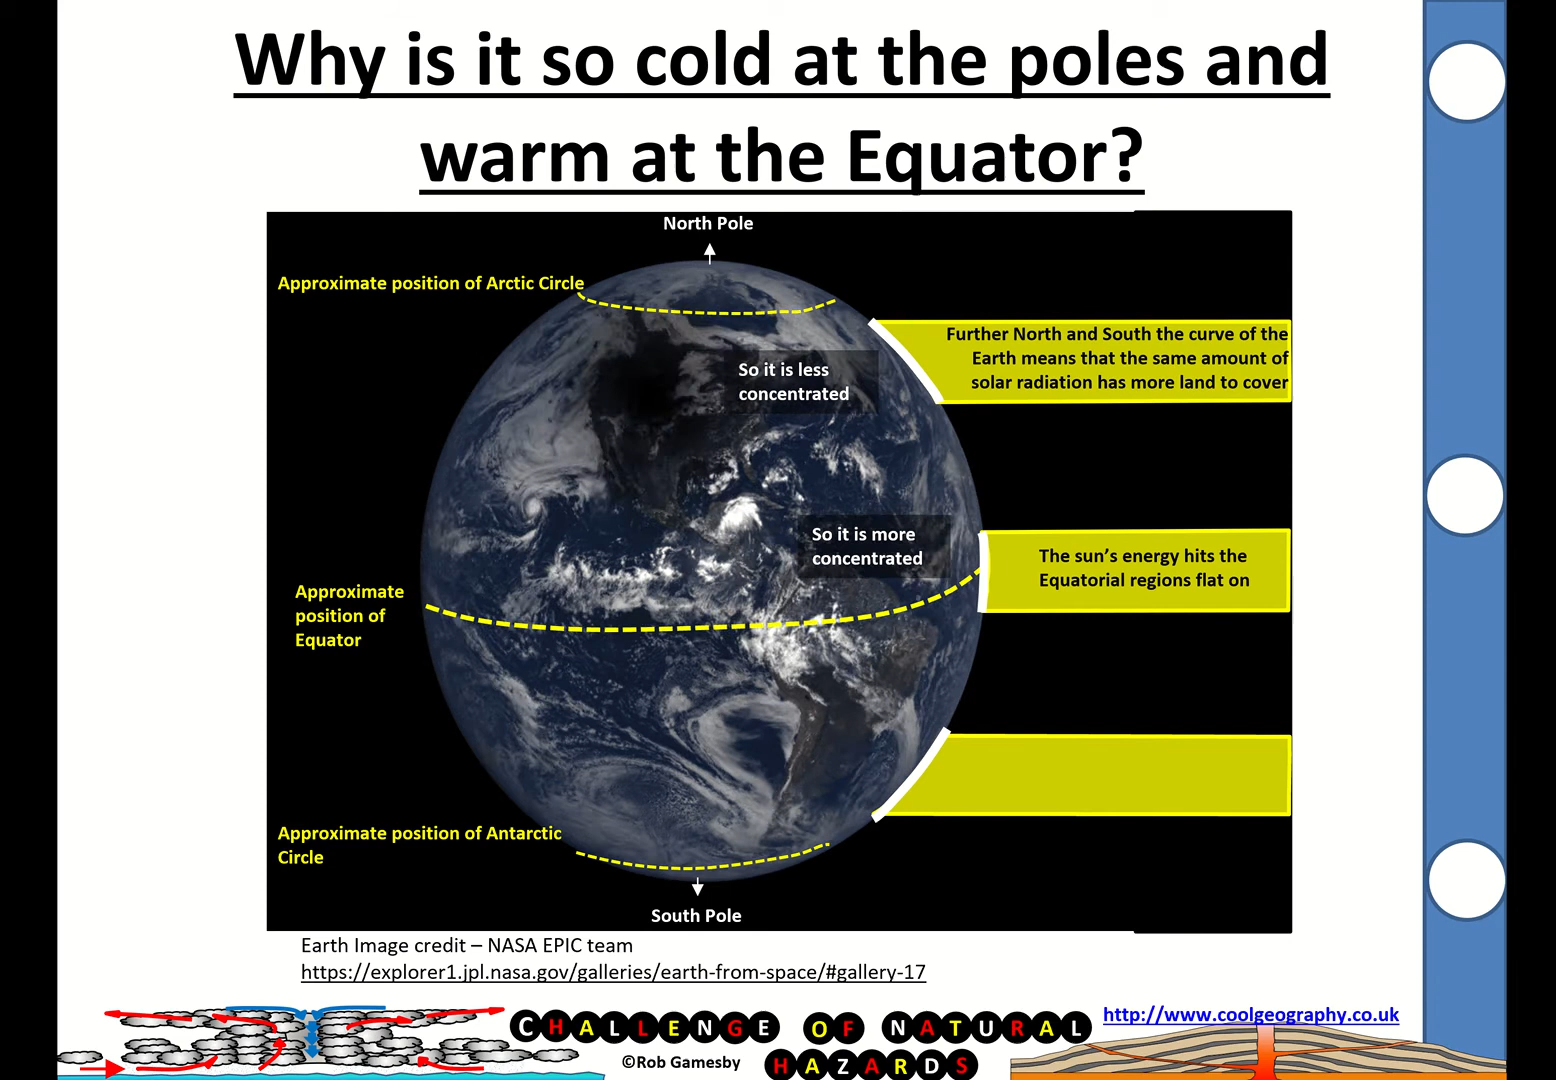 Why is it so cold at the poles and
warm at the Equator?
North Pole
Approximate position of Arctic Circle
Further North and South the curve of the
Earth means that the same amount of
solar radiation has more land to cover
So it is less
concentrated
So it is more
concentrated
The sun’s energy hits the
Equatorial regions flat on
Approximate
position of
Equator
Approximate position of Antarctic
Circle
South Pole
Earth Image credit – NASA EPIC team
https://explorer1.jpl.nasa.gov/galleries/earth-from-space/#gallery-17
CHALLENGE OF NATURAL
HAZARDS
©Rob Gamesby
http://www.coolgeography.co.uk